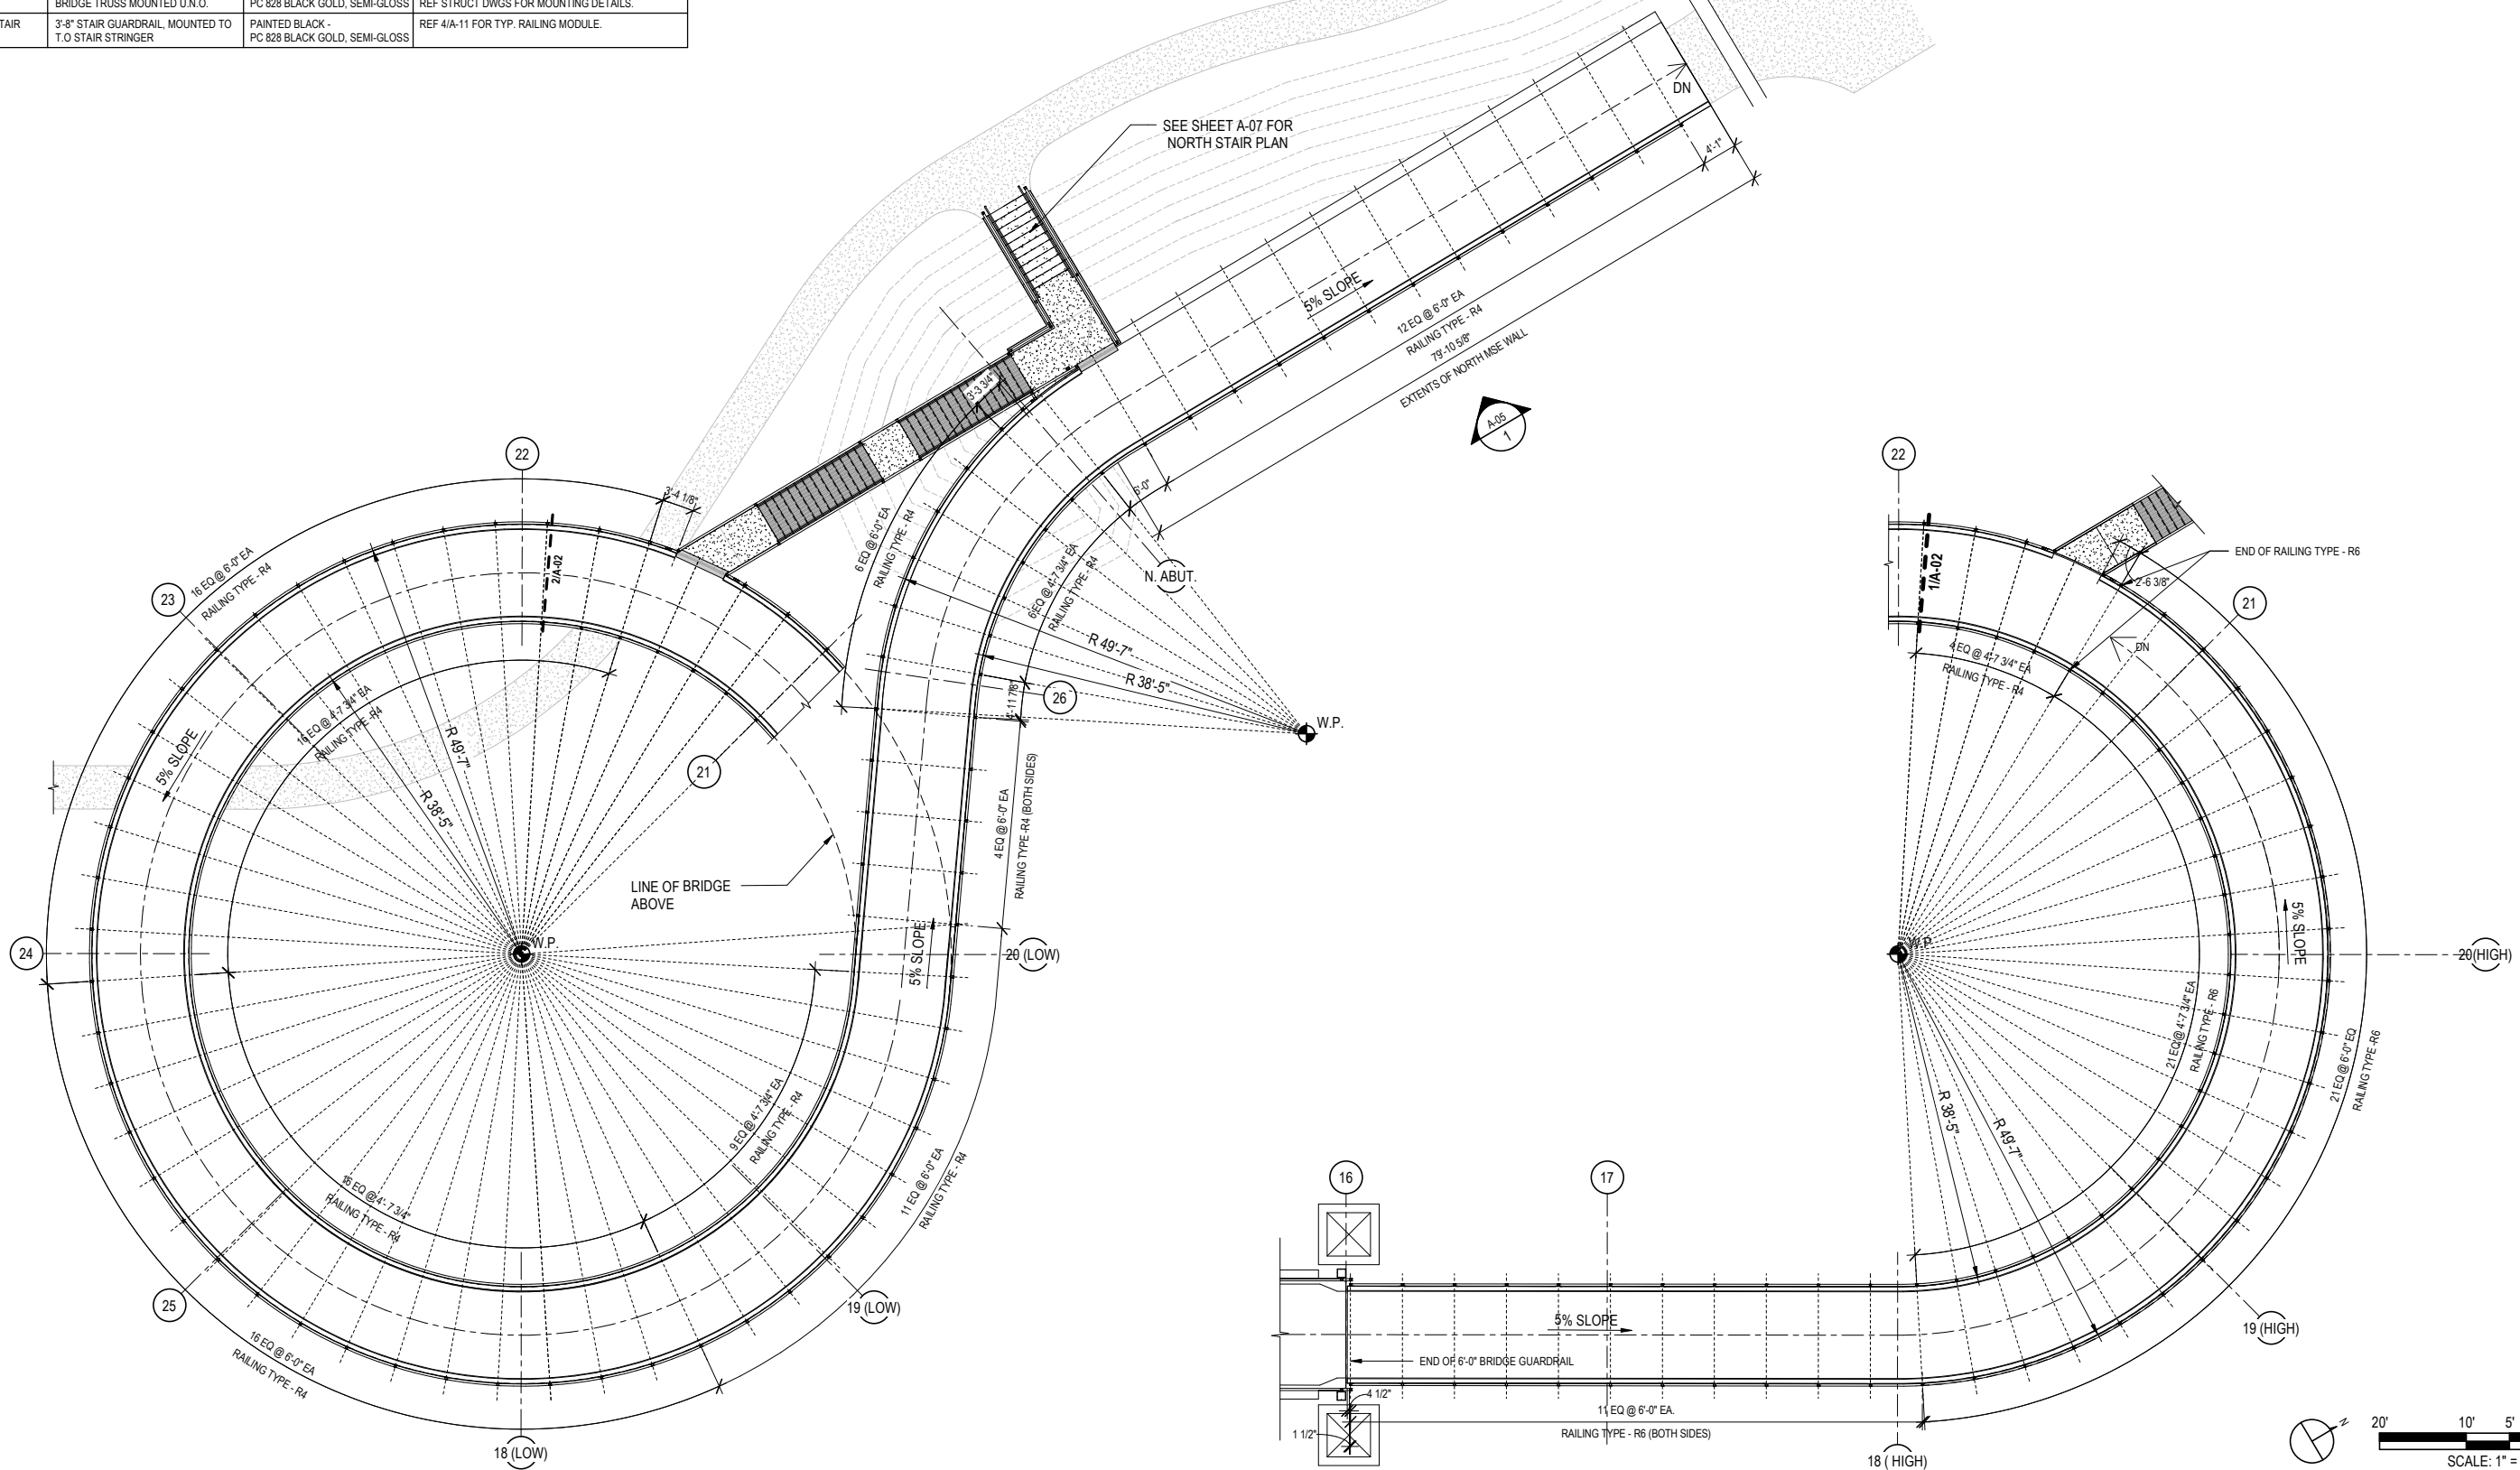 BRIDGE TRUSS MOUNTED U.N.O.
PC 828 BLACK GOLD, SEMI-GLOSS
REF STRUCT DWGS FOR MOUNTING DETAILS.
TAIR
3'-8" STAIR GUARDRAIL, MOUNTED TO
T.O STAIR STRINGER
PAINTED BLACK -
PC 828 BLACK GOLD, SEMI-GLOSS
REF 4/A-11 FOR TYP. RAILING MODULE.
SEE SHEET A-07 FOR
NORTH STAIR PLAN
DN
4'-1"
5% SLOPE
12 EQ @ 6'-0" EA
RAILING TYPE - R4
79'-10 5/8"
EXTENTS OF NORTH MSE WALL
A-05
1
3'-3 3/4"
6'-0"
6 EQ @ 6'-0" EA
RAILING TYPE - R4
6 EQ @ 4'-7 3/4" EA
RAILING TYPE - R4
N. ABUT.
R 49'-7"
R 38'-5"
26
W.P.
4'-11 7/8"
4 EQ @ 6'-0" EA
RAILING TYPE -R4 (BOTH SIDES)
22
3'-4 1/8"
2/A-02
16 EQ @ 6'-0" EA
RAILING TYPE - R4
23
16 EQ @ 4'-7 3/4" EA
RAILING TYPE -R4
R 49'-7"
R 38'-5"
5% SLOPE
21
LINE OF BRIDGE
ABOVE
24
W.P.
5% SLOPE
20 (LOW)
9 EQ @ 4'-7 3/4" EA
RAILING TYPE - R4
11 EQ @ 6'-0" EA
RAILING TYPE - R4
16 EQ @ 4'- 7 3/4"
RAILING TYPE - R4
25
19 (LOW)
16 EQ @ 6'-0" EA
RAILING TYPE - R4
18 (LOW)
22
1/A-02
END OF RAILING TYPE - R6
2'-6 3/8"
21
DN
4 EQ @ 4'-7 3/4" EA
RAILING TYPE - R4
W.P.
5% SLOPE
20(HIGH)
21 EQ @ 4'-7 3/4" EA
RAILING TYPE - R6
21 EQ @ 6'-0" EQ
RAILING TYPE -R6
R 38'-5"
R 49'-7"
16
17
5% SLOPE
END OF 6'-0" BRIDGE GUARDRAIL
4 1/2"
11 EQ @ 6'-0" EA.
1 1/2"
RAILING TYPE - R6 (BOTH SIDES)
19 (HIGH)
18 ( HIGH)
N
20'
10'
5'
SCALE: 1" =